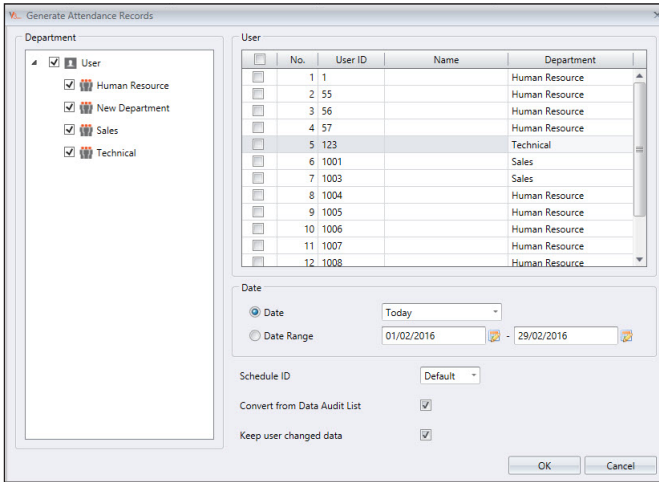 Generate Attendance Records
Department
User
Human Resource
New Department
Sales
Technical
User
No. User ID Name Department
1 1 Human Resource
2 55 Human Resource
3 56 Human Resource
4 57 Human Resource
5 123 Technical
6 1001 Sales
7 1003 Sales
8 1004 Human Resource
9 1005 Human Resource
10 1006 Human Resource
11 1007 Human Resource
12 1008 Human Resource
Date
Date Today
Date Range 01/02/2016 - 29/02/2016
Schedule ID Default
Convert from Data Audit List
Keep user changed data
OK Cancel